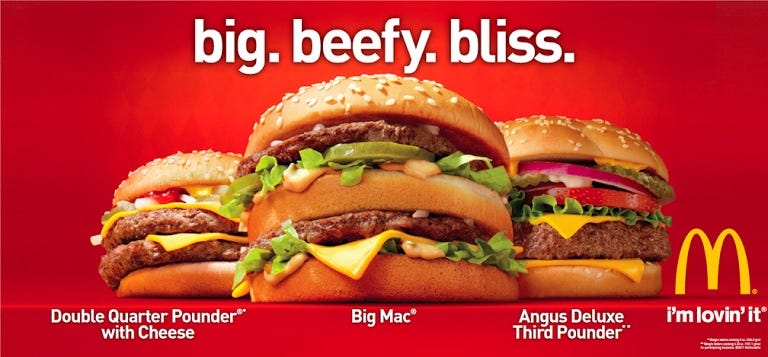 big. beefy. bliss.
Double Quarter Pounder®*
with Cheese
Big Mac®
Angus Deluxe
Third Pounder**
®
i'm lovin' it®